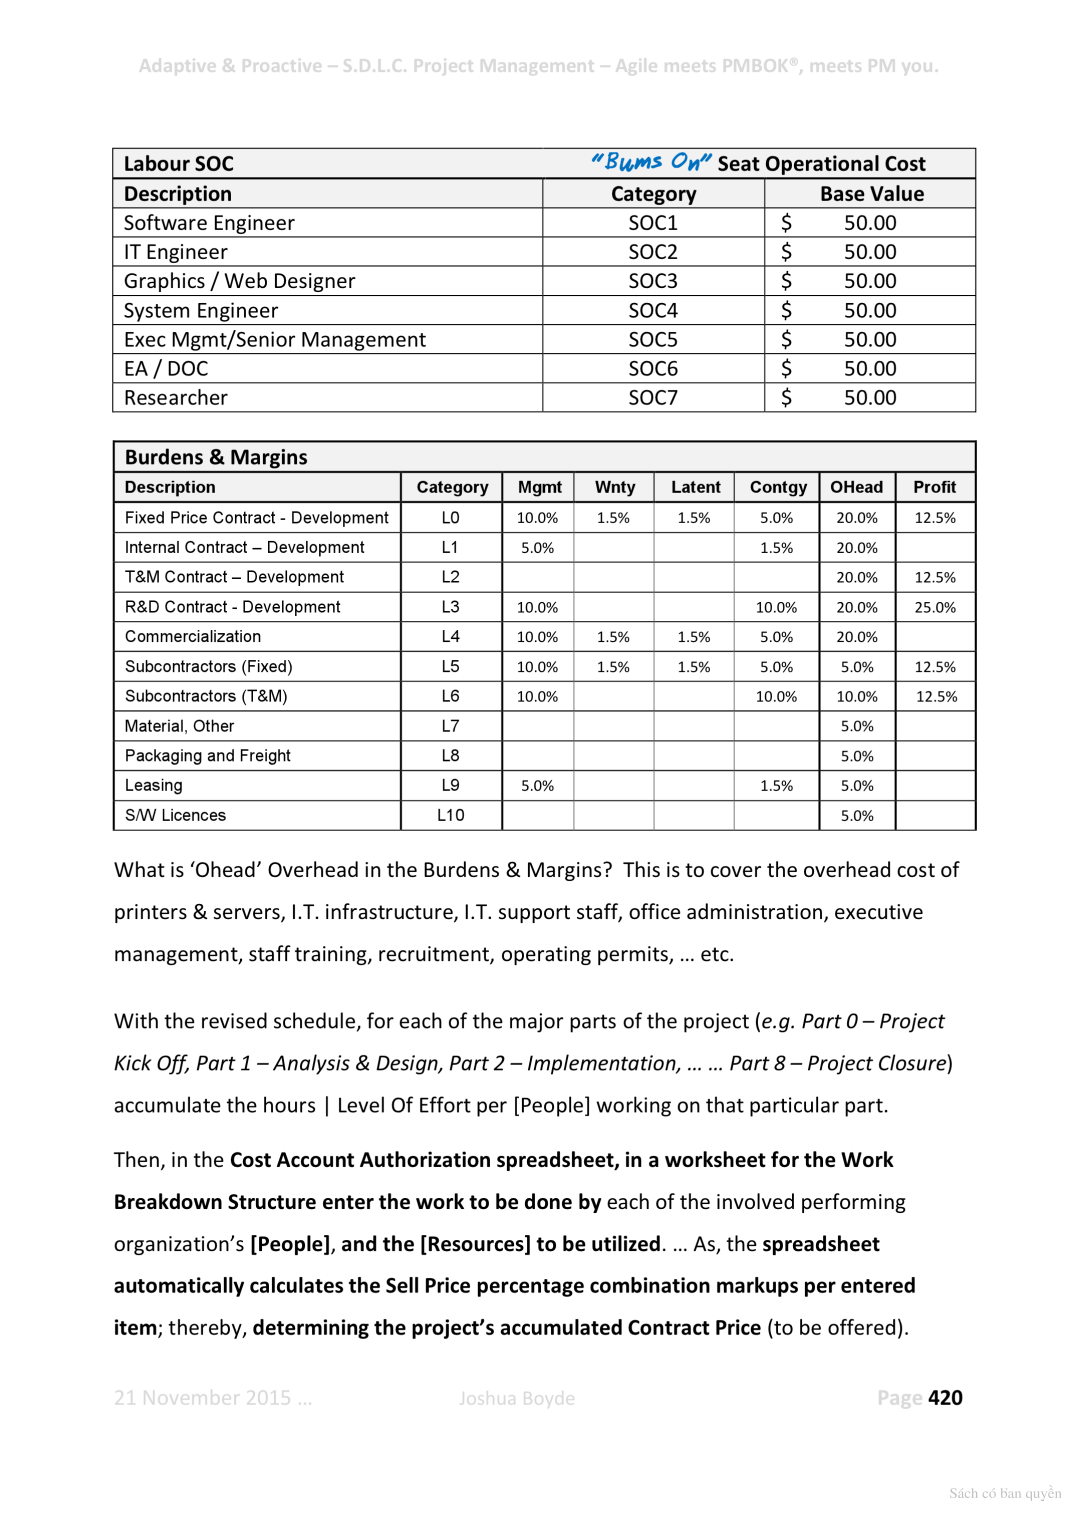 Adaptive & Proactive – S.D.L.C. Project Management – Agile meets PMBOK®, meets PM you.
Labour SOC "Bums On" Seat Operational Cost
Description Category Base Value
Software Engineer SOC1 $ 50.00
IT Engineer SOC2 $ 50.00
Graphics / Web Designer SOC3 $ 50.00
System Engineer SOC4 $ 50.00
Exec Mgmt/Senior Management SOC5 $ 50.00
EA / DOC SOC6 $ 50.00
Researcher SOC7 $ 50.00
Burdens & Margins
Description Category Mgmt Wnty Latent Contgy OHead Profit
Fixed Price Contract - Development L0 10.0% 1.5% 1.5% 5.0% 20.0% 12.5%
Internal Contract – Development L1 5.0% 1.5% 20.0%
T&M Contract – Development L2 20.0% 12.5%
R&D Contract - Development L3 10.0% 10.0% 20.0% 25.0%
Commercialization L4 10.0% 1.5% 1.5% 5.0% 20.0%
Subcontractors (Fixed) L5 10.0% 1.5% 1.5% 5.0% 5.0% 12.5%
Subcontractors (T&M) L6 10.0% 10.0% 10.0% 12.5%
Material, Other L7 5.0%
Packaging and Freight L8 5.0%
Leasing L9 5.0% 1.5% 5.0%
S/W Licences L10 5.0%
What is ‘Ohead’ Overhead in the Burdens & Margins? This is to cover the overhead cost of
printers & servers, I.T. infrastructure, I.T. support staff, office administration, executive
management, staff training, recruitment, operating permits, … etc.
With the revised schedule, for each of the major parts of the project (e.g. Part 0 – Project
Kick Off, Part 1 – Analysis & Design, Part 2 – Implementation, … … Part 8 – Project Closure)
accumulate the hours | Level Of Effort per [People] working on that particular part.
Then, in the Cost Account Authorization spreadsheet, in a worksheet for the Work
Breakdown Structure enter the work to be done by each of the involved performing
organization’s [People], and the [Resources] to be utilized. … As, the spreadsheet
automatically calculates the Sell Price percentage combination markups per entered
item; thereby, determining the project’s accumulated Contract Price (to be offered).
21 November 2015 … Joshua Boyde Page 420
Sách có bản quyền